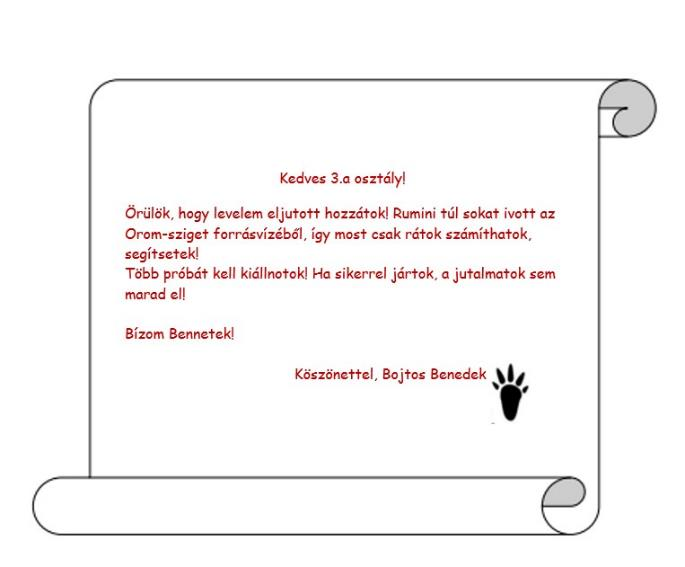 Kedves 3.a osztály!
Örülök, hogy levelem eljutott hozzátok! Rumini túl sokat ivott az
Orom-sziget forrásvízéből, így most csak rátok számíthatok,
segítsetek!
Több próbát kell kiállnotok! Ha sikerrel jártok, a jutalmatok sem
marad el!
Bízom Bennetek!
Köszönettel, Bojtos Benedek